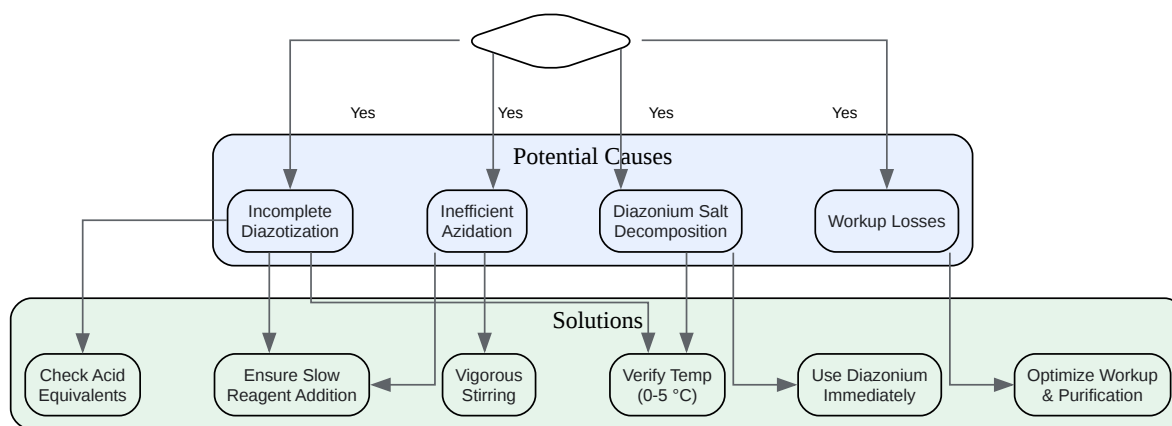 Yes
Yes
Yes
Yes
Potential Causes
Incomplete
Diazotization
Inefficient
Azidation
Diazonium Salt
Decomposition
Workup Losses
Solutions
Check Acid
Equivalents
Ensure Slow
Reagent Addition
Vigorous
Stirring
Verify Temp
(0-5 °C)
Use Diazonium
Immediately
Optimize Workup
& Purification